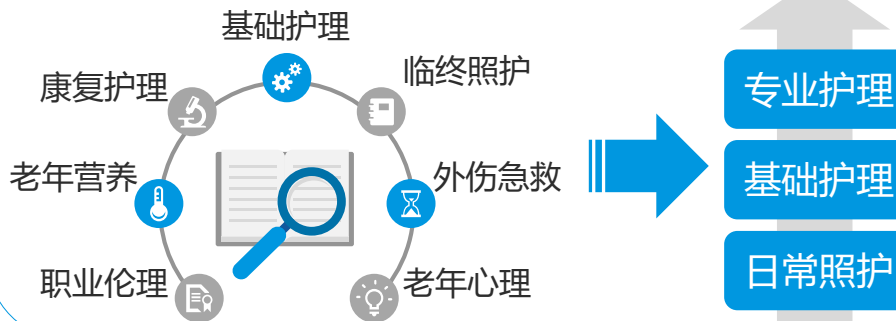 基础护理
康复护理
临终照护
老年营养
外伤急救
职业伦理
老年心理
专业护理
基础护理
日常照护